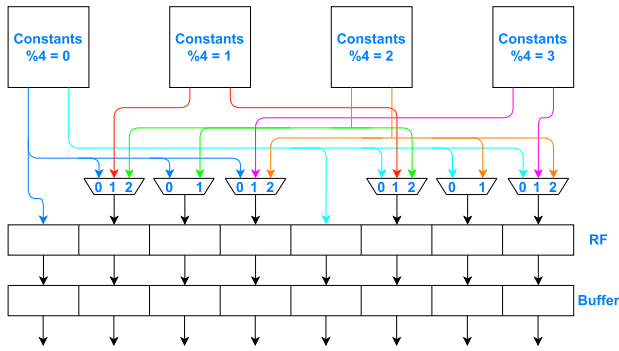 Constants
%4 = 0
Constants
%4 = 1
Constants
%4 = 2
Constants
%4 = 3
0 1 2
0 1
0 1 2
0 1 2
0 1
0 1 2
RF
Buffer